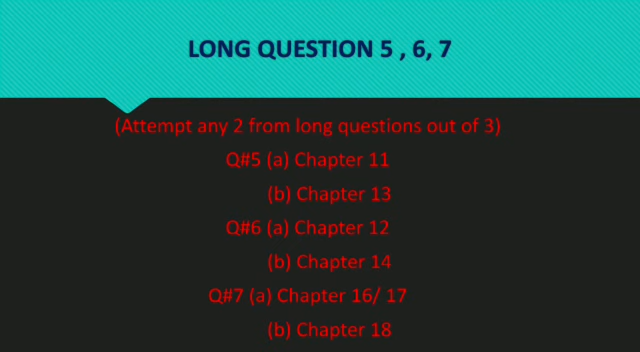 LONG QUESTION 5 , 6, 7
(Attempt any 2 from long questions out of 3)
Q#5 (a) Chapter 11
(b) Chapter 13
Q#6 (a) Chapter 12
(b) Chapter 14
Q#7 (a) Chapter 16/ 17
(b) Chapter 18